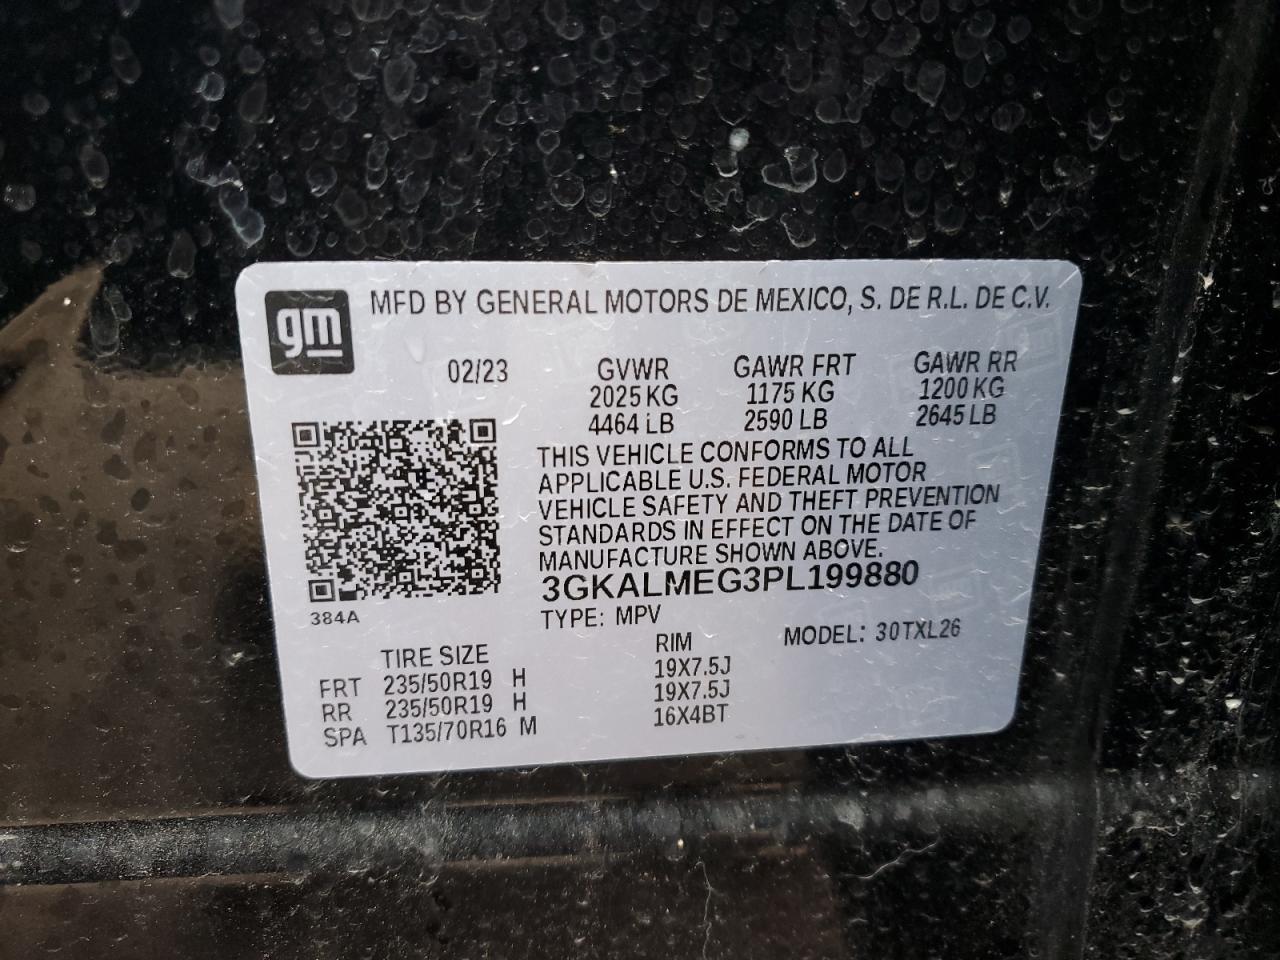 gm
MFD BY GENERAL MOTORS DE MEXICO, S. DE R.L. DE C.V.
02/23 GVWR GAWR FRT GAWR RR
2025 KG 1175 KG 1200 KG
4464 LB 2590 LB 2645 LB
THIS VEHICLE CONFORMS TO ALL
APPLICABLE U.S. FEDERAL MOTOR
VEHICLE SAFETY AND THEFT PREVENTION
STANDARDS IN EFFECT ON THE DATE OF
MANUFACTURE SHOWN ABOVE.
3GKALMEG3PL199880
384A
TYPE: MPV MODEL: 30TXL26
TIRE SIZE RIM
FRT 235/50R19 H 19X7.5J
RR 235/50R19 H 19X7.5J
SPA T135/70R16 M 16X4BT